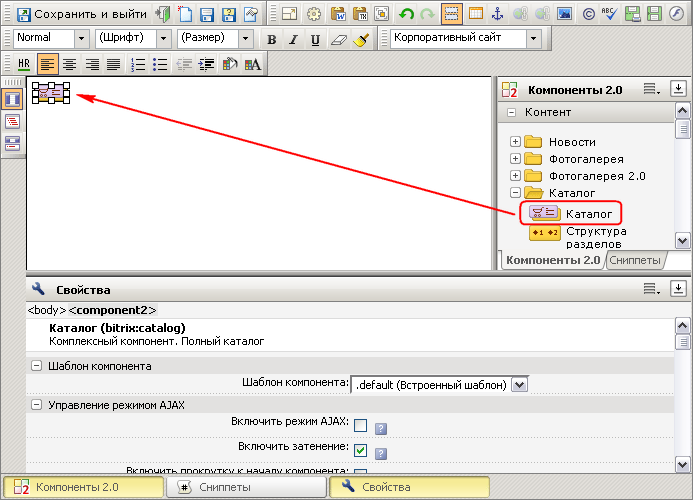 Сохранить и выйти
Normal (Шрифт) (Размер) B I U Корпоративный сайт
HR
Компоненты 2.0
Контент
Новости
Фотогалерея
Фотогалерея 2.0
Каталог
Каталог
Структура
разделов
Компоненты 2.0 Сниппеты
Свойства
<body> <component2>
Каталог (bitrix:catalog)
Комплексный компонент. Полный каталог
Шаблон компонента
Шаблон компонента: .default (Встроенный шаблон)
Управление режимом AJAX
Включить режим AJAX: ?
Включить затенение: ?
Включить прокрутку к началу компонента:
Компоненты 2.0 Сниппеты Свойства